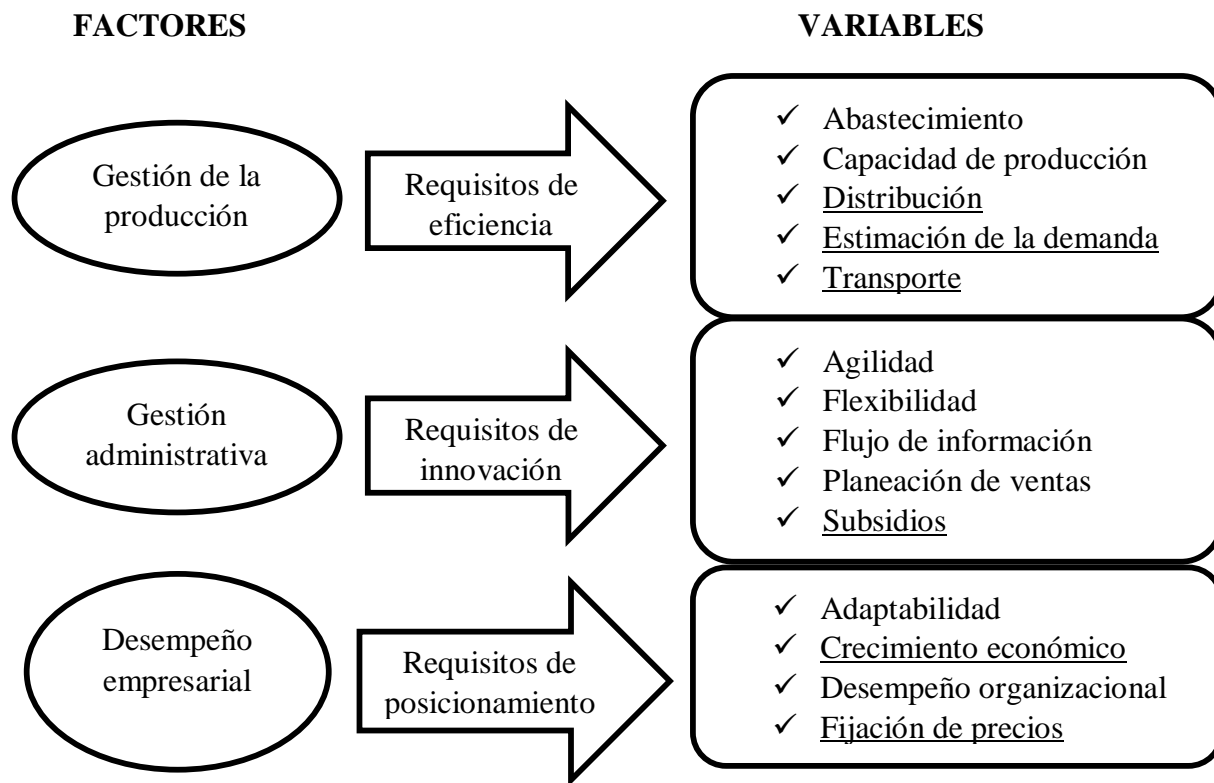 FACTORES
VARIABLES
Gestión de la
producción
Requisitos de
eficiencia
✓ Abastecimiento
✓ Capacidad de producción
✓ Distribución
✓ Estimación de la demanda
✓ Transporte
Gestión
administrativa
Requisitos de
innovación
✓ Agilidad
✓ Flexibilidad
✓ Flujo de información
✓ Planeación de ventas
✓ Subsidios
Desempeño
empresarial
Requisitos de
posicionamiento
✓ Adaptabilidad
✓ Crecimiento económico
✓ Desempeño organizacional
✓ Fijación de precios